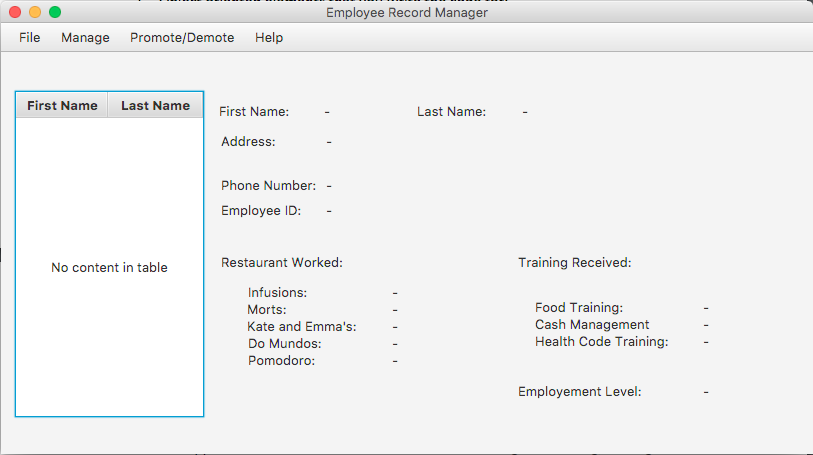 Employee Record Manager
File Manage Promote/Demote Help
First Name Last Name
No content in table
First Name: - Last Name: -
Address: -
Phone Number: -
Employee ID: -
Restaurant Worked:
Infusions: -
Morts: -
Kate and Emma's: -
Do Mundos: -
Pomodoro: -
Training Received:
Food Training: -
Cash Management -
Health Code Training: -
Employement Level: -